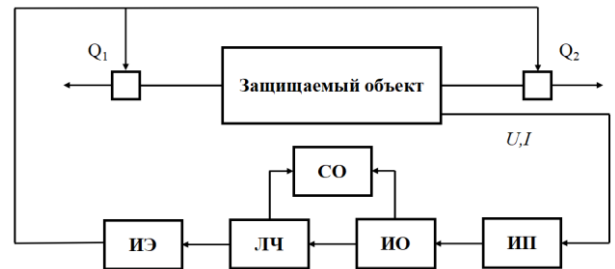 Q1
Q2
Защищаемый объект
U,I
СО
ИЭ
ЛЧ
ИО
ИП